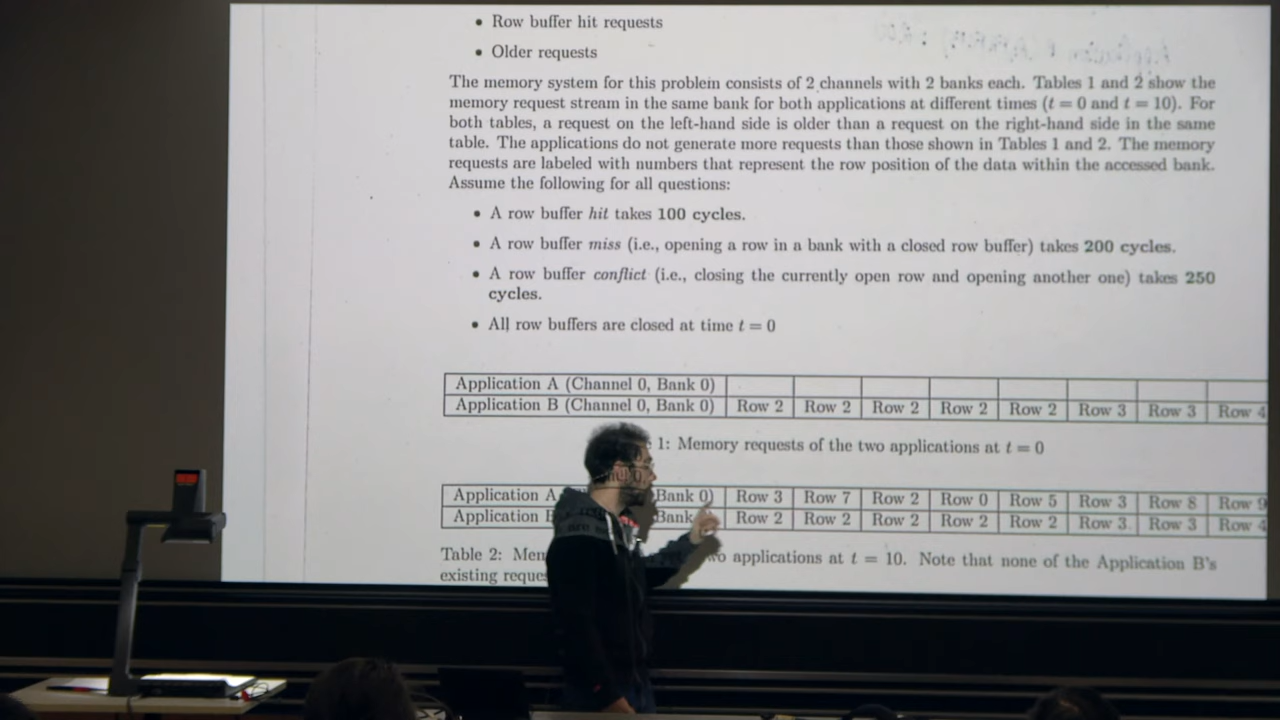 • Row buffer hit requests
• Older requests
The memory system for this problem consists of 2 channels with 2 banks each. Tables 1 and 2 show the
memory request stream in the same bank for both applications at different times (t = 0 and t = 10). For
both tables, a request on the left-hand side is older than a request on the right-hand side in the same
table. The applications do not generate more requests than those shown in Tables 1 and 2. The memory
requests are labeled with numbers that represent the row position of the data within the accessed bank.
Assume the following for all questions:
• A row buffer hit takes 100 cycles.
• A row buffer miss (i.e., opening a row in a bank with a closed row buffer) takes 200 cycles.
• A row buffer conflict (i.e., closing the currently open row and opening another one) takes 250
cycles.
• All row buffers are closed at time t = 0
Application A (Channel 0, Bank 0)
Application B (Channel 0, Bank 0) Row 2 Row 2 Row 2 Row 2 Row 2 Row 3 Row 3 Row 4
1: Memory requests of the two applications at t = 0
Application A Bank 0) Row 3 Row 7 Row 2 Row 0 Row 5 Row 3 Row 8 Row 9
Application Bank Row 2 Row 2 Row 2 Row 2 Row 2 Row 3 Row 3 Row 4
Table 2: applications at t = 10. Note that none of the Application B's
existing